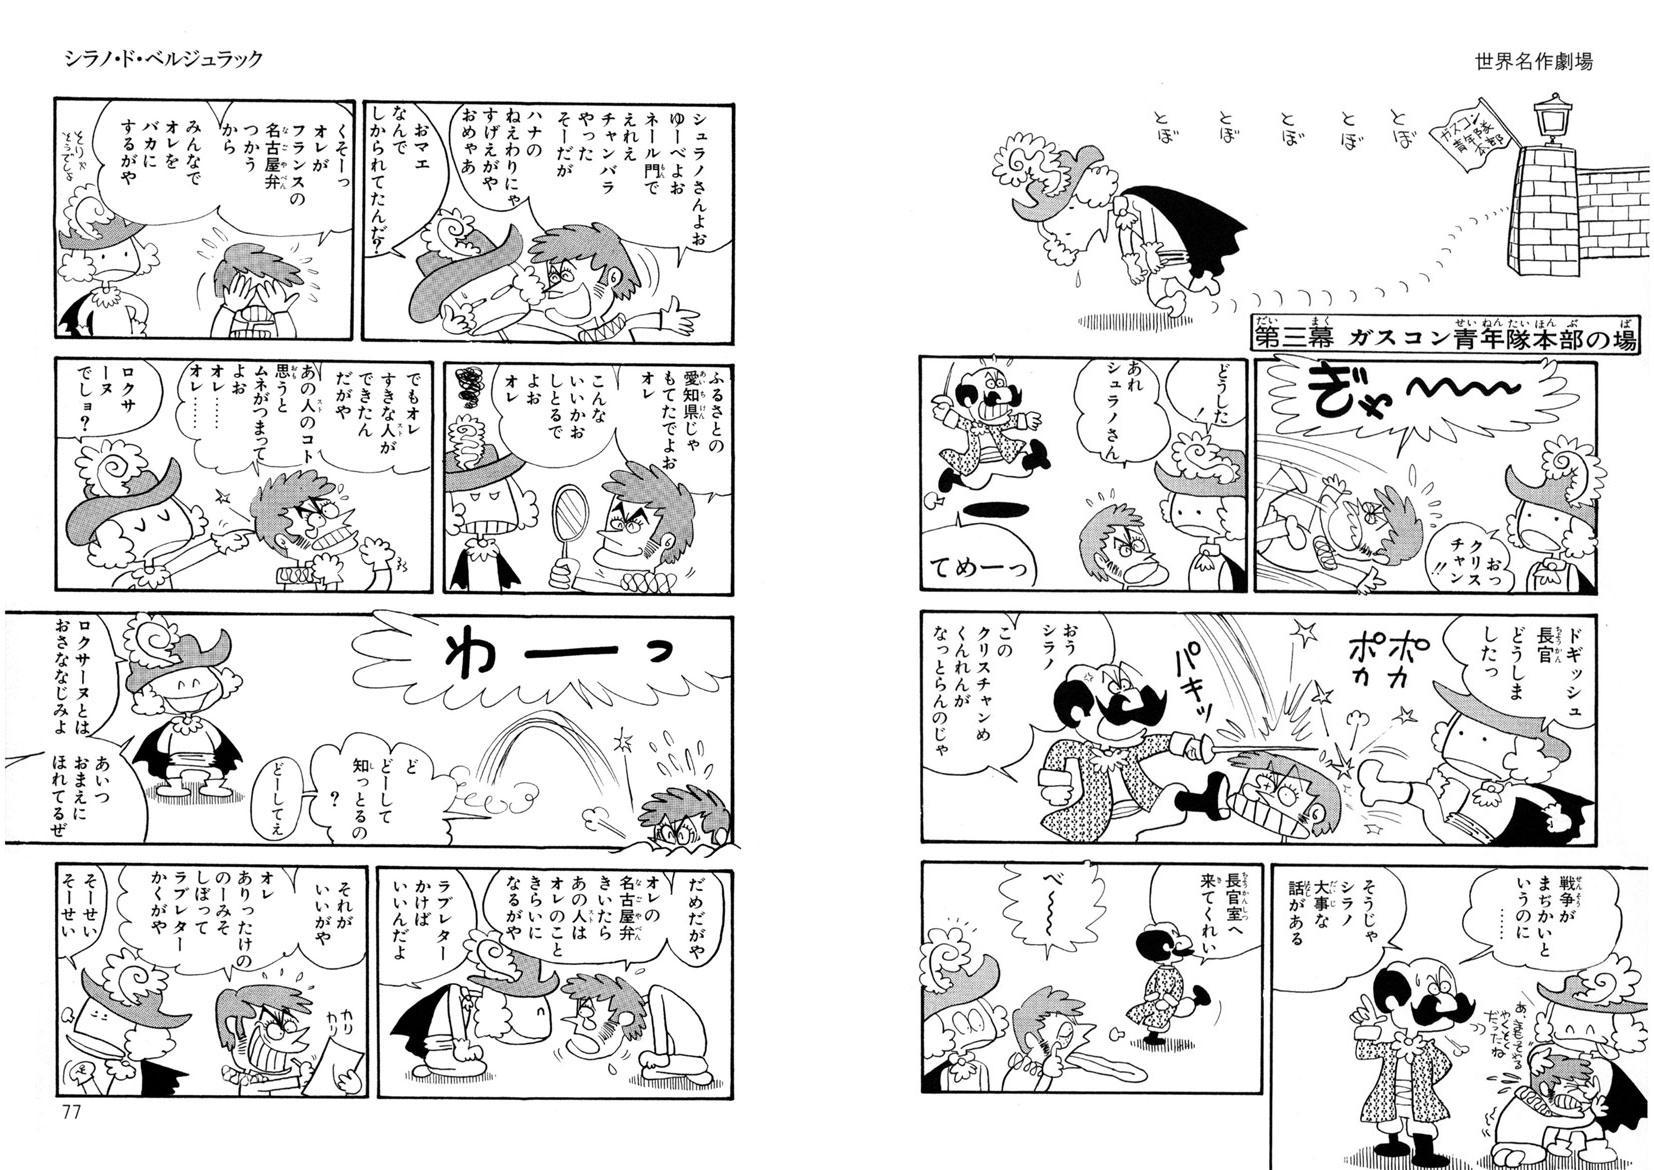 世界名作劇場
ガスコン
青年隊
本部
とぼ
とぼ
とぼ
とぼ
とぼ
第三幕 ガスコン青年隊本部の場
ぎゃ〜〜〜
おっ
クリス
チャン
!!
どうした
!
あれ
シュラノさん
てめーっ
ドギッシュ
長官
どうしま
したっ
ポカ
ポカ
パキッ
おう
シラノ
この
クリスチャンめ
くんれんが
なっとらんのじゃ
戦争が
まぢかいと
いうのに
……
そうじゃ
シラノ
大事な
話がある
やくそく
だったね
長官室へ
来てくれい
べ〜〜
シラノ・ド・ベルジュラック
シュラノさんよお
ゆーべよお
ネール門で
えれえ
チャンバラ
やった
そーだが
ハナの
ねえわりにゃ
すげえがや
おめゃあ
おマエ
なんで
しかられてたんだ?
くそーっ
オレが
フランスの
名古屋弁
つかう
から
みんなで
オレを
バカに
するがや
とりゃ
そうでしょ
ふるさとの
愛知県じゃ
もてたでよお
オレ
こんな
いいかお
しとるで
よお
オレ
でもオレ
すきな人が
できたん
だがや
あの人のコト
思うと
ムネがつまって
よお
オレ……
オレ……
ロクサ
ーヌ
でしョ?
わーーっ
ど
どーして
知っとるの
?
どーしてえ
ロクサーヌとは
おさななじみよ
あいつ
おまえに
ほれてるぜ
だめだがや
オレの
名古屋弁
きいたら
あの人は
オレのこと
きらいに
なるがや
ラブレター
かけば
いいんだよ
それが
いいがや
オレ
ありったけの
のーみそ
しぼって
ラブレター
かくがや
そーせい
そーせい
カリ
カリ
77